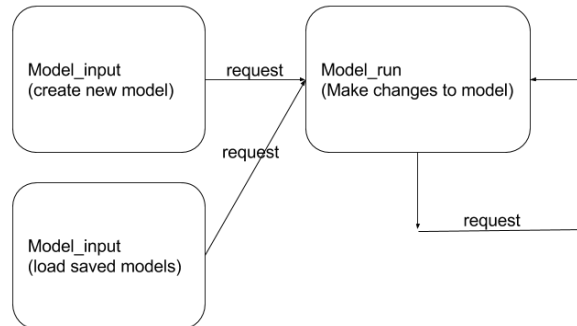 Model_input
(create new model)
request
Model_run
(Make changes to model)
request
Model_input
(load saved models)
request